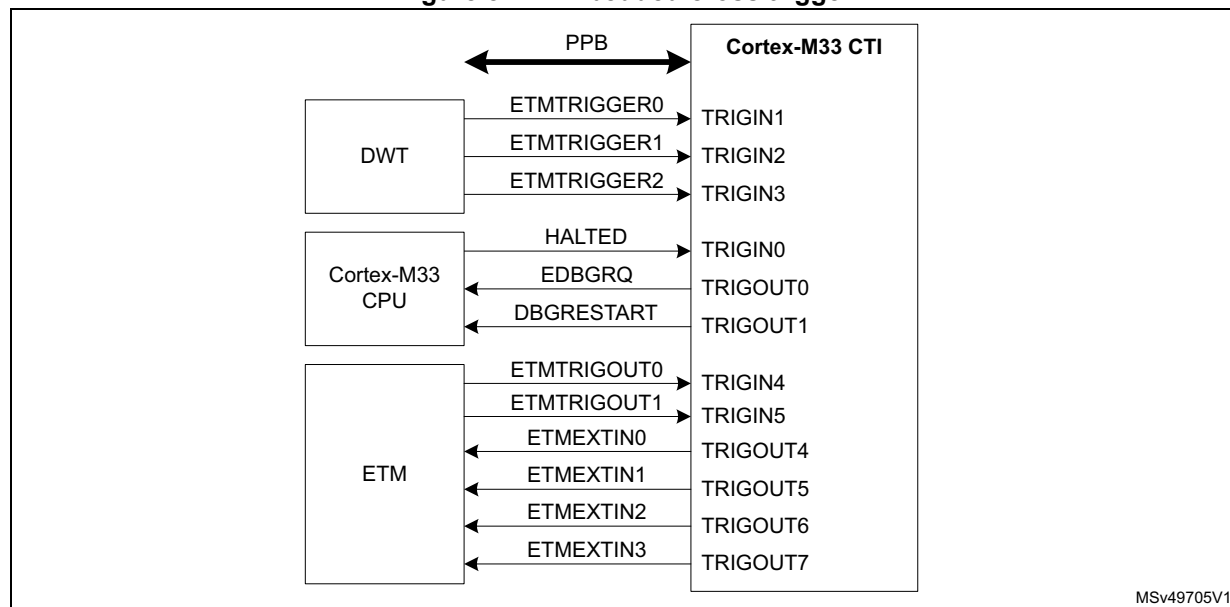 PPB
Cortex-M33 CTI
ETMTRIGGER0
TRIGIN1
DWT
ETMTRIGGER1
TRIGIN2
ETMTRIGGER2
TRIGIN3
HALTED
TRIGIN0
Cortex-M33
CPU
EDBGRQ
TRIGOUT0
DBGRESTART
TRIGOUT1
ETMTRIGOUT0
TRIGIN4
ETMTRIGOUT1
TRIGIN5
ETMEXTIN0
TRIGOUT4
ETM
ETMEXTIN1
TRIGOUT5
ETMEXTIN2
TRIGOUT6
ETMEXTIN3
TRIGOUT7
MSv49705V1